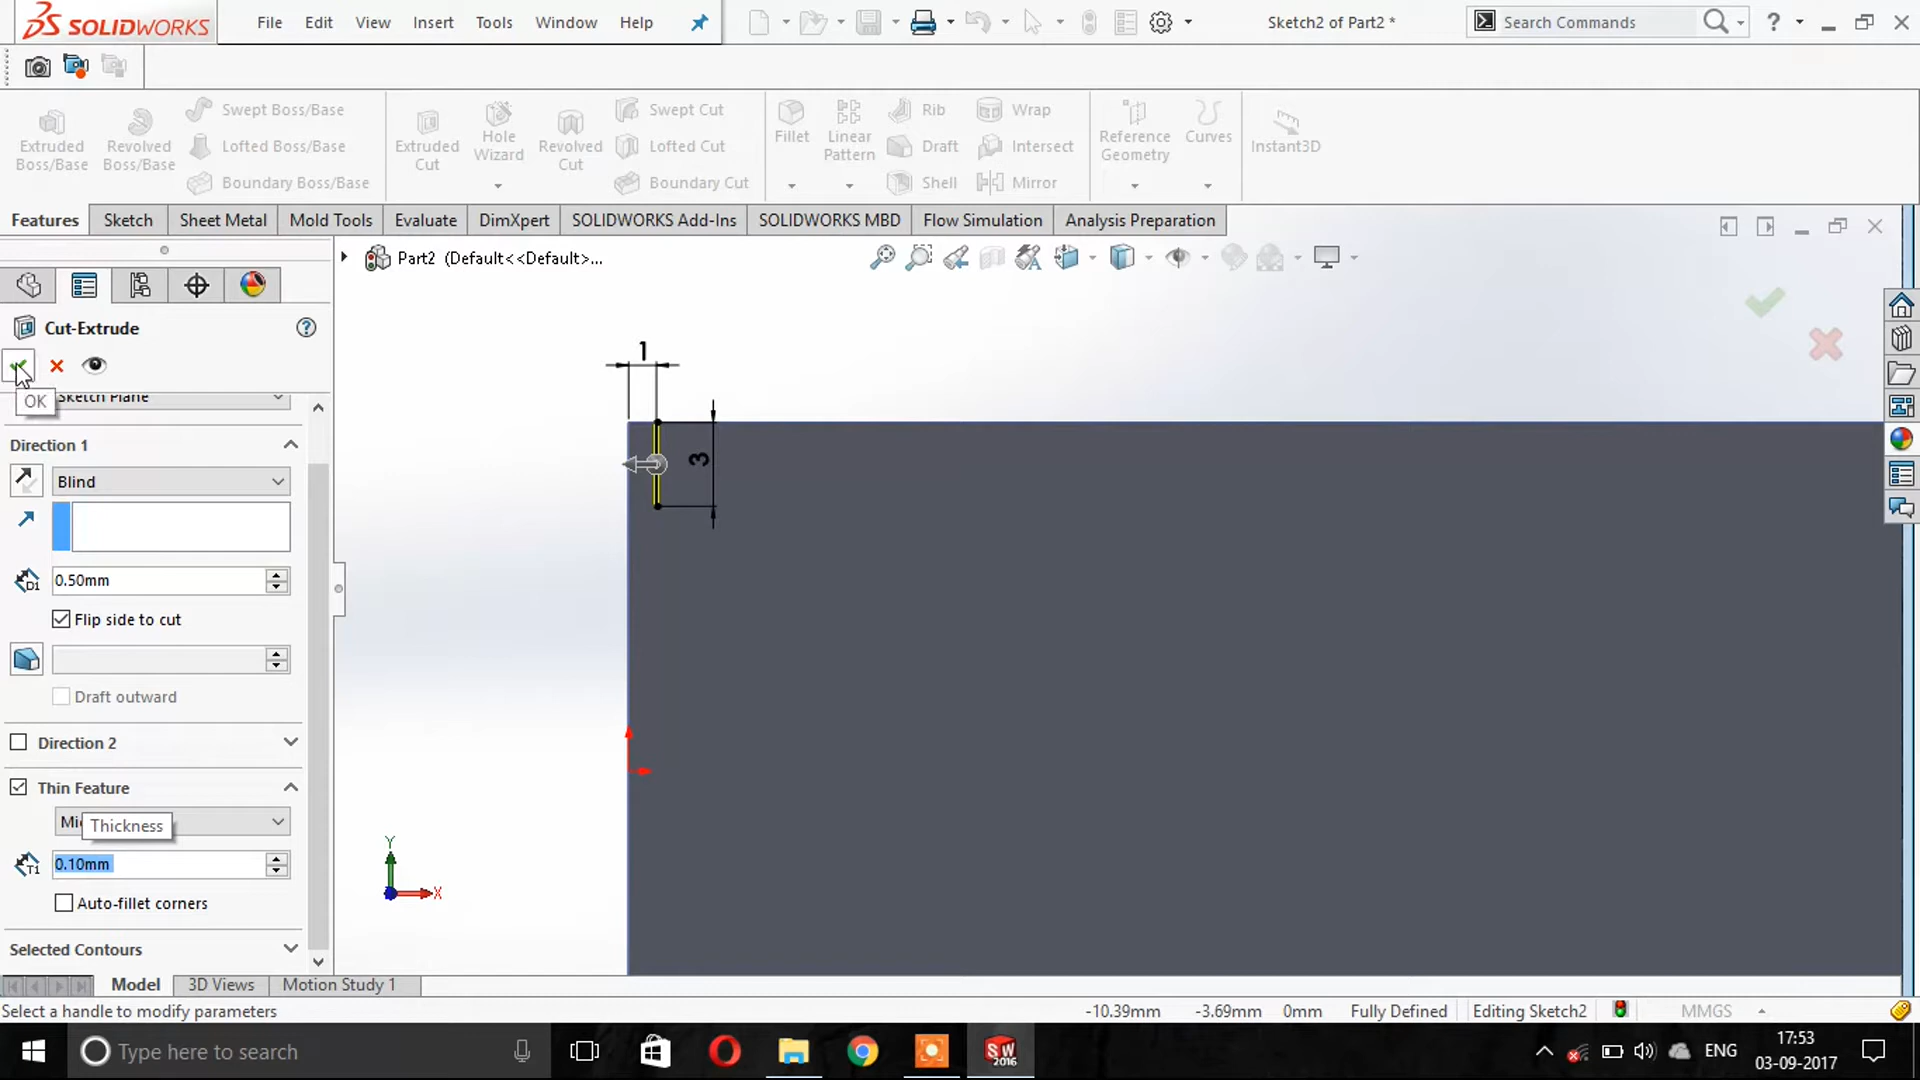 SOLIDWORKS File Edit View Insert Tools Window Help Sketch2 of Part2 * Search Commands ?
Extruded Boss/Base
Revolved Boss/Base
Swept Boss/Base
Lofted Boss/Base
Boundary Boss/Base
Extruded Cut
Hole Wizard
Revolved Cut
Swept Cut
Lofted Cut
Boundary Cut
Fillet
Linear Pattern
Rib
Draft
Shell
Wrap
Intersect
Mirror
Reference Geometry
Curves
Instant3D
Features Sketch Sheet Metal Mold Tools Evaluate DimXpert SOLIDWORKS Add-Ins SOLIDWORKS MBD Flow Simulation Analysis Preparation
Part2 (Default<<Default>...
Cut-Extrude
OK
Sketch Plane
Direction 1
Blind
D1 0.50mm
Flip side to cut
Draft outward
Direction 2
Thin Feature
Thickness
T1 0.10mm
Auto-fillet corners
Selected Contours
1
3
Y
X
Model 3D Views Motion Study 1
Select a handle to modify parameters -10.39mm -3.69mm 0mm Fully Defined Editing Sketch2 MMGS
Type here to search
SW 2016
ENG
17:53
03-09-2017